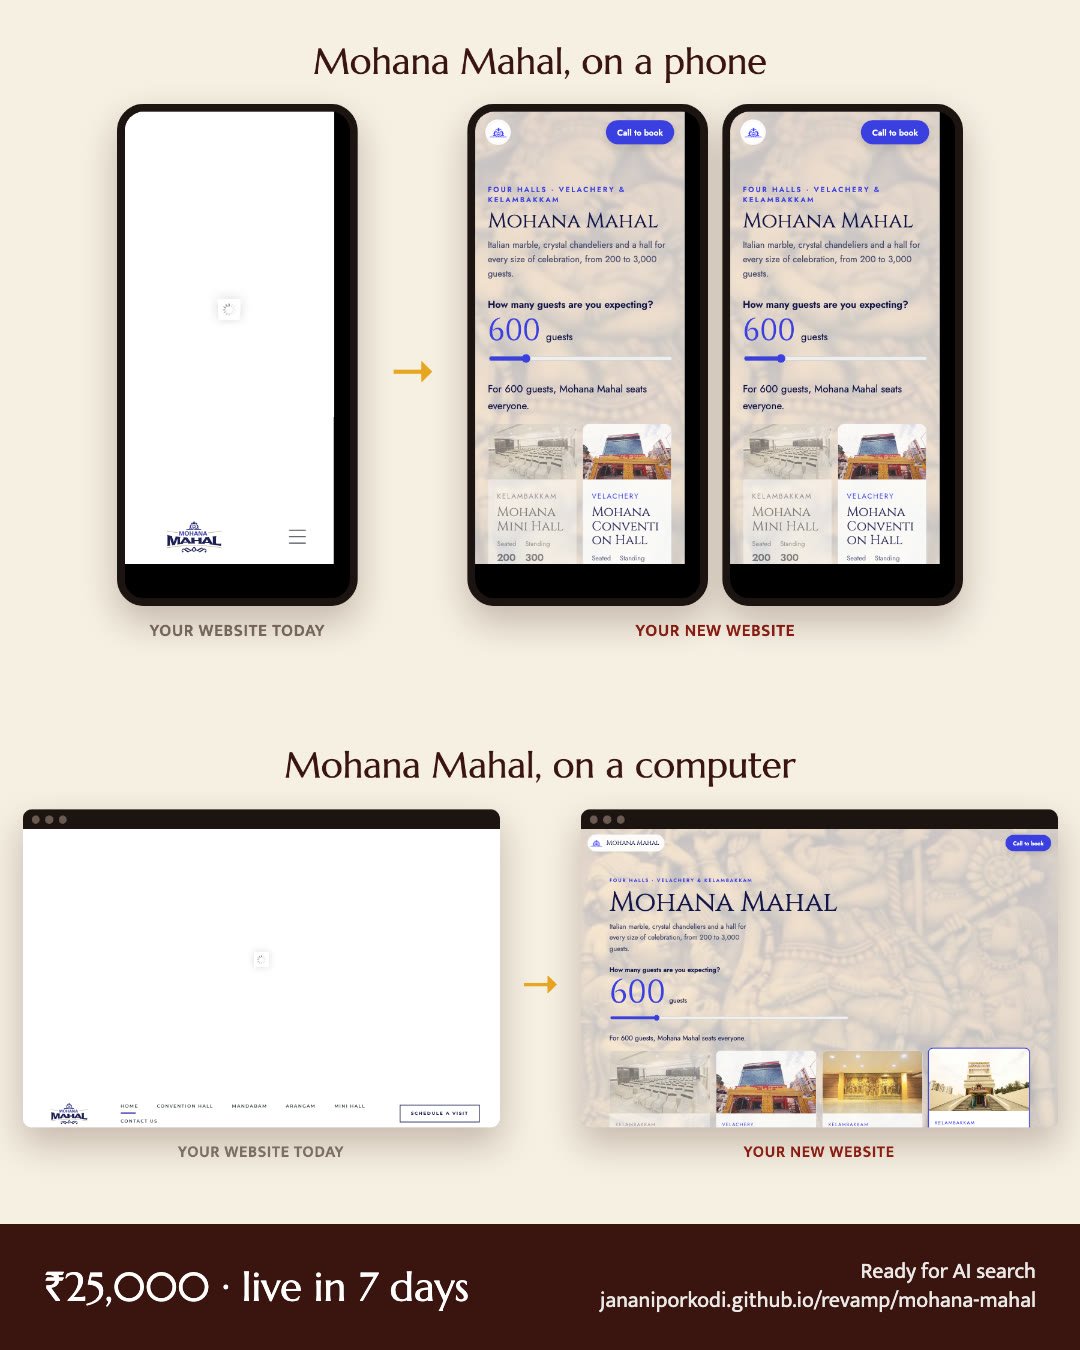 Mohana Mahal, on a phone
MOHANA
MAHAL
YOUR WEBSITE TODAY
Call to book
FOUR HALLS · VELACHERY &
KELAMBAKKAM
MOHANA MAHAL
Italian marble, crystal chandeliers and a hall for
every size of celebration, from 200 to 3,000
guests.
How many guests are you expecting?
600 guests
For 600 guests, Mohana Mahal seats
everyone.
KELAMBAKKAM
MOHANA
MINI HALL
Seated Standing
200 300
VELACHERY
MOHANA
CONVENTI
ON HALL
Seated Standing
Call to book
FOUR HALLS · VELACHERY &
KELAMBAKKAM
MOHANA MAHAL
Italian marble, crystal chandeliers and a hall for
every size of celebration, from 200 to 3,000
guests.
How many guests are you expecting?
600 guests
For 600 guests, Mohana Mahal seats
everyone.
KELAMBAKKAM
MOHANA
MINI HALL
Seated Standing
200 300
VELACHERY
MOHANA
CONVENTI
ON HALL
Seated Standing
YOUR NEW WEBSITE
Mohana Mahal, on a computer
MOHANA
MAHAL
HOME CONVENTION HALL MANDABAM ARANGAM MINI HALL
CONTACT US
SCHEDULE A VISIT
YOUR WEBSITE TODAY
MOHANA MAHAL
Call to book
FOUR HALLS · VELACHERY & KELAMBAKKAM
MOHANA MAHAL
Italian marble, crystal chandeliers and a hall for
every size of celebration, from 200 to 3,000
guests.
How many guests are you expecting?
600 guests
For 600 guests, Mohana Mahal seats everyone.
KELAMBAKKAM
VELACHERY
KELAMBAKKAM
KELAMBAKKAM
YOUR NEW WEBSITE
₹25,000 · live in 7 days
Ready for AI search
jananiporkodi.github.io/revamp/mohana-mahal